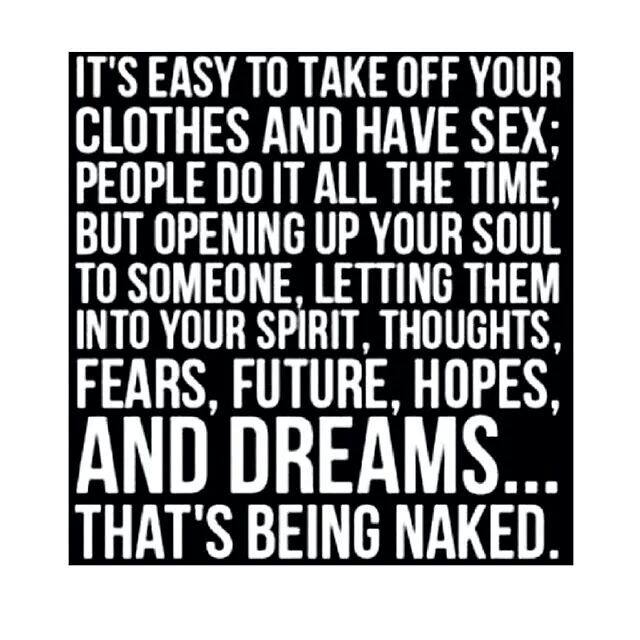 IT'S EASY TO TAKE OFF YOUR
CLOTHES AND HAVE SEX;
PEOPLE DO IT ALL THE TIME,
BUT OPENING UP YOUR SOUL
TO SOMEONE, LETTING THEM
INTO YOUR SPIRIT, THOUGHTS,
FEARS, FUTURE, HOPES,
AND DREAMS...
THAT'S BEING NAKED.